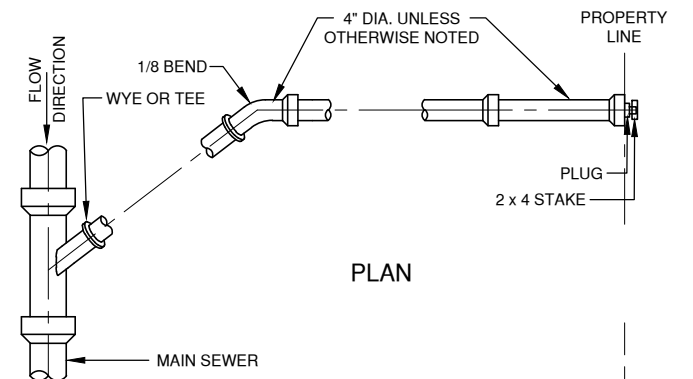 4" DIA. UNLESS
OTHERWISE NOTED
PROPERTY
LINE
FLOW
DIRECTION
1/8 BEND
WYE OR TEE
PLUG
2 x 4 STAKE
PLAN
MAIN SEWER